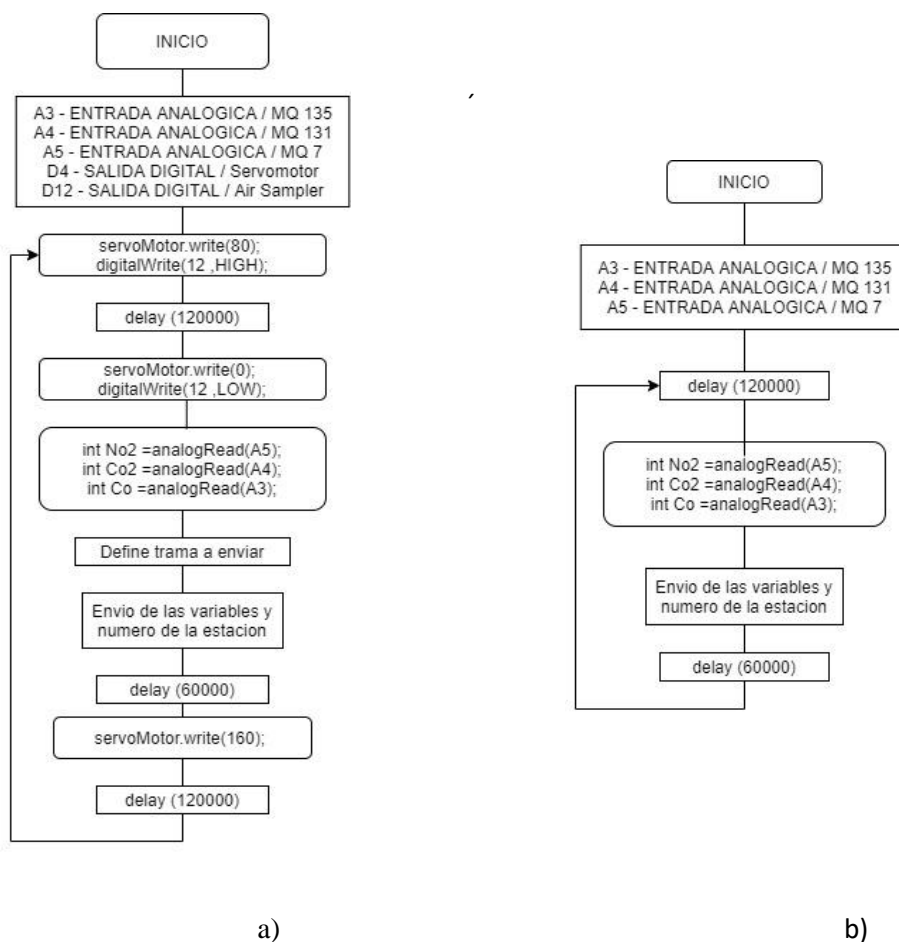 INICIO
A3 - ENTRADA ANALOGICA / MQ 135
A4 - ENTRADA ANALOGICA / MQ 131
A5 - ENTRADA ANALOGICA / MQ 7
D4 - SALIDA DIGITAL / Servomotor
D12 - SALIDA DIGITAL / Air Sampler
servoMotor.write(80);
digitalWrite(12 ,HIGH);
delay (120000)
servoMotor.write(0);
digitalWrite(12 ,LOW);
int No2 =analogRead(A5);
int Co2 =analogRead(A4);
int Co =analogRead(A3);
Define trama a enviar
Envio de las variables y
numero de la estacion
delay (60000)
servoMotor.write(160);
delay (120000)
a)
´
INICIO
A3 - ENTRADA ANALOGICA / MQ 135
A4 - ENTRADA ANALOGICA / MQ 131
A5 - ENTRADA ANALOGICA / MQ 7
delay (120000)
int No2 =analogRead(A5);
int Co2 =analogRead(A4);
int Co =analogRead(A3);
Envio de las variables y
numero de la estacion
delay (60000)
b)